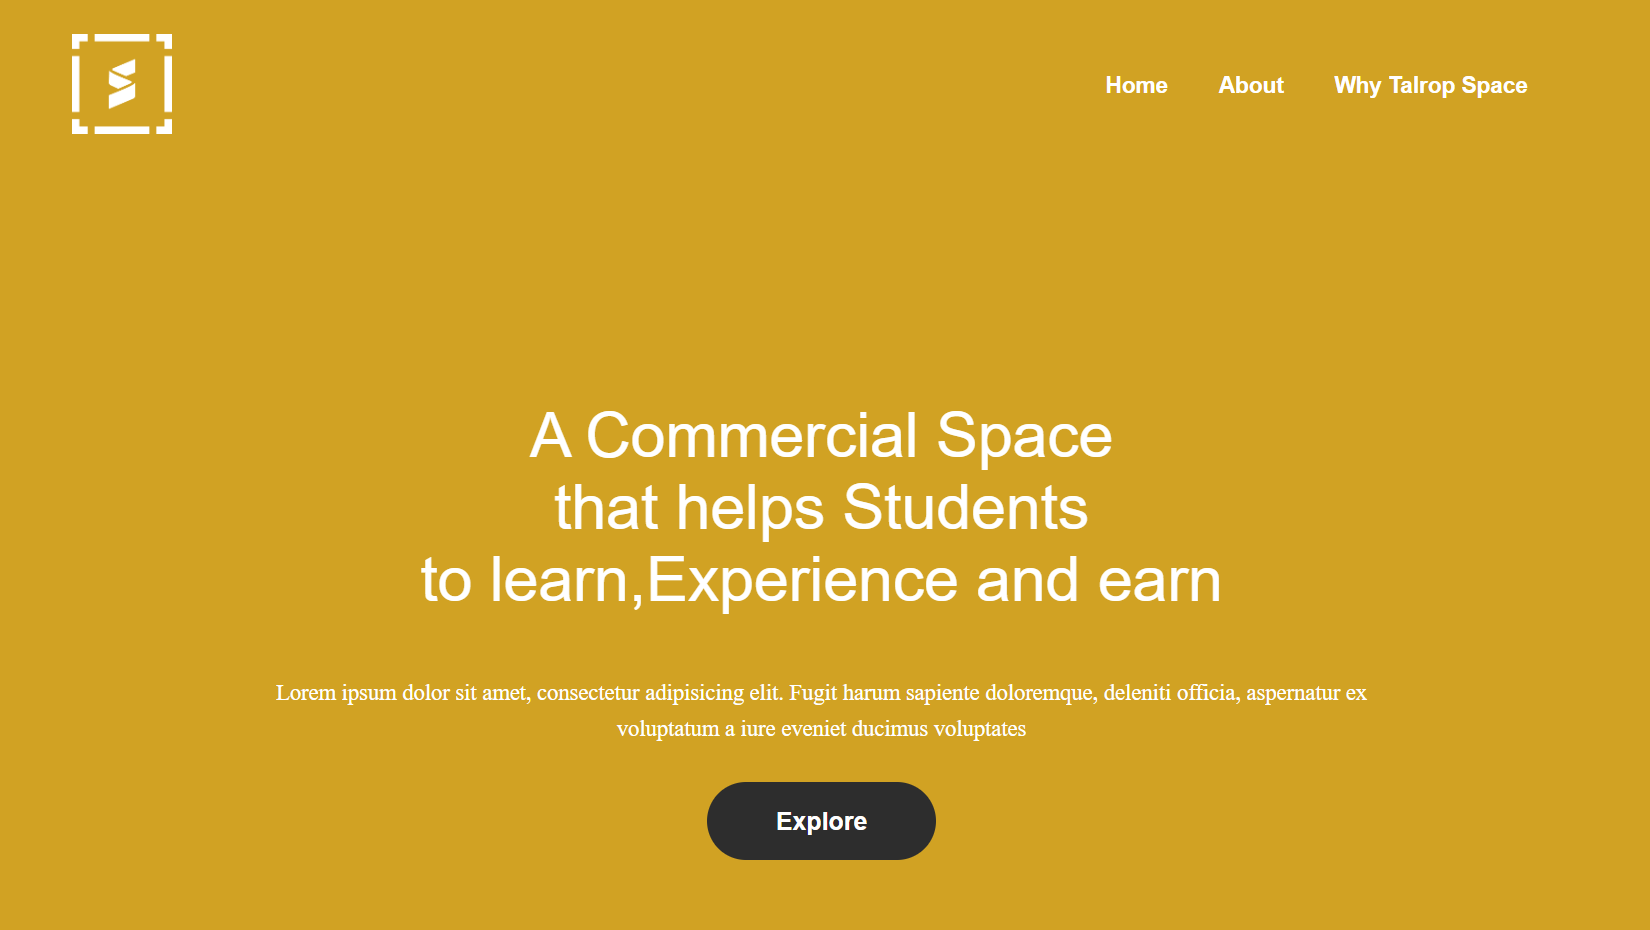 Home About Why Talrop Space
A Commercial Space
that helps Students
to learn,Experience and earn
Lorem ipsum dolor sit amet, consectetur adipisicing elit. Fugit harum sapiente doloremque, deleniti officia, aspernatur ex
voluptatum a iure eveniet ducimus voluptates
Explore